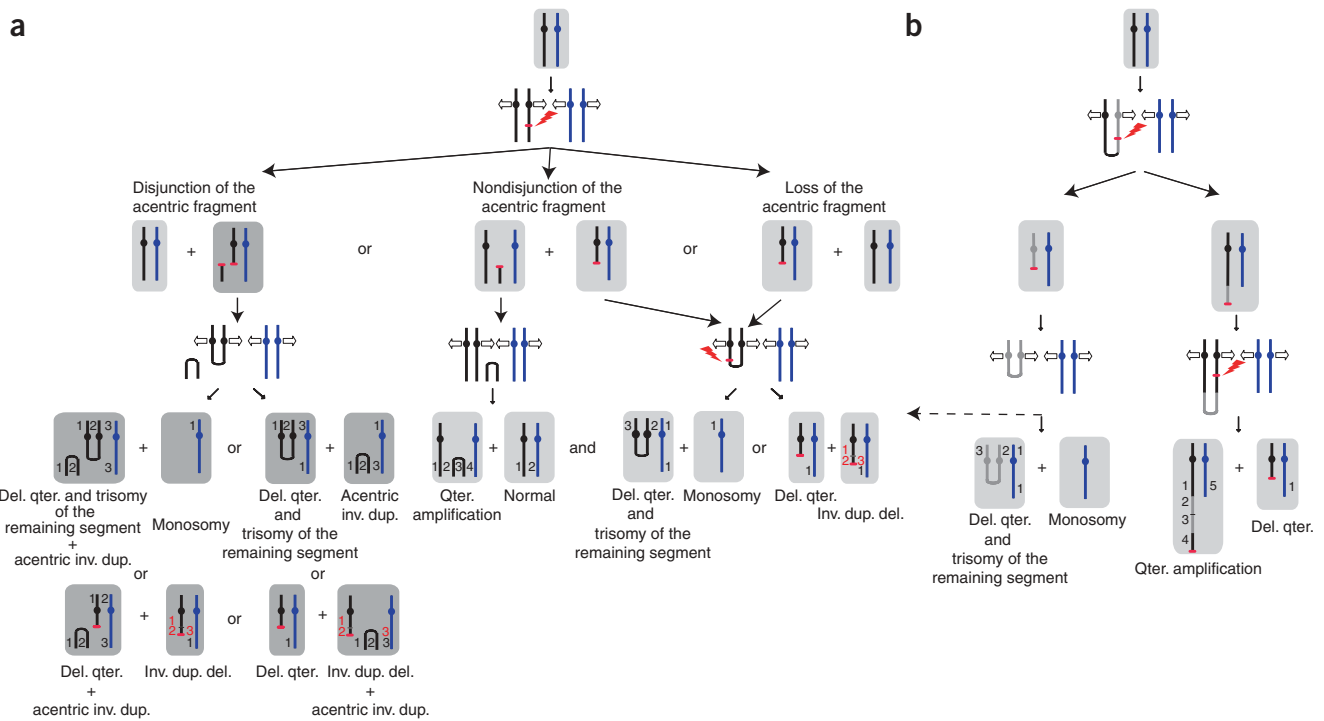 a
b
Disjunction of the
acentric fragment
Nondisjunction of the
acentric fragment
Loss of the
acentric fragment
+
or
+
or
+
1 2 3
1 2 3
+
1
or
1 2 3
1
+
1
1 2 3
+
1 2 3 4
1 2
and
3 2 1
1
+
1
or
1
+
1
2 3
1
Del. qter. and trisomy
of the
remaining segment
+
acentric inv. dup.
Monosomy
Del. qter.
and
trisomy of the
remaining segment
Acentric
inv. dup.
Qter.
amplification
Normal
Del. qter.
and
trisomy of the
remaining segment
Monosomy
Del. qter.
Inv. dup. del.
or
or
1 2
1 2 3
+
1
2 3
1
or
1
+
1
2 3
1 2 3
Del. qter.
+
acentric inv. dup.
Inv. dup. del.
Del. qter.
Inv. dup. del.
+
acentric inv. dup.
3 2 1
1
+
Del. qter.
and
trisomy of the
remaining segment
Monosomy
1 5
2
3
4
+
1
Qter. amplification
Del. qter.